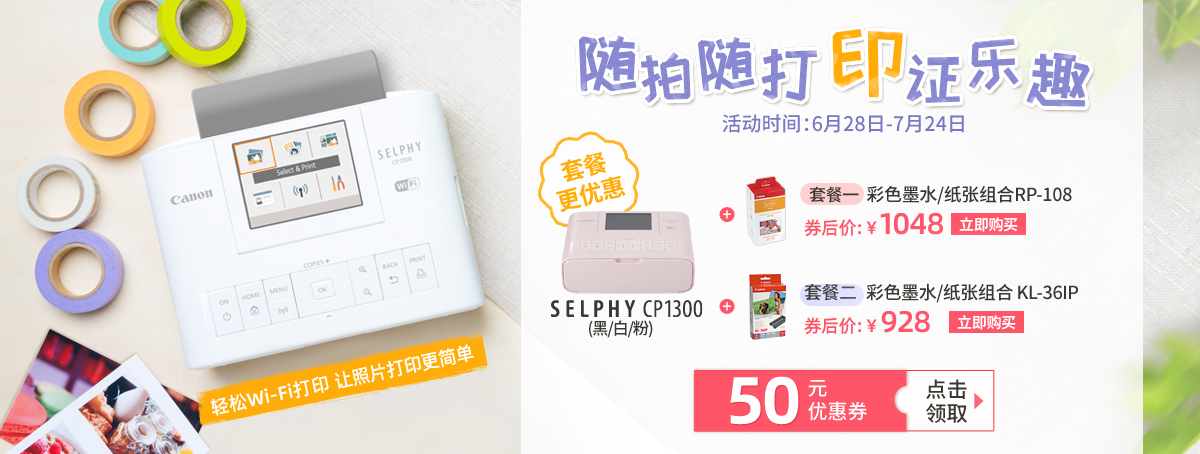 随拍随打印证乐趣
活动时间:6月28日-7月24日
套餐
更优惠
SELPHY CP1300
(黑/白/粉)
+
套餐一 彩色墨水/纸张组合RP-108
券后价:¥1048 立即购买
+
套餐二 彩色墨水/纸张组合 KL-36IP
券后价:¥928 立即购买
50元
优惠券
点击
领取
Canon
Select & Print
SELPHY
CP1300
Wi Fi
COPIES +
ON
HOME
MENU
OK
BACK
PRINT
轻松Wi-Fi打印 让照片打印更简单